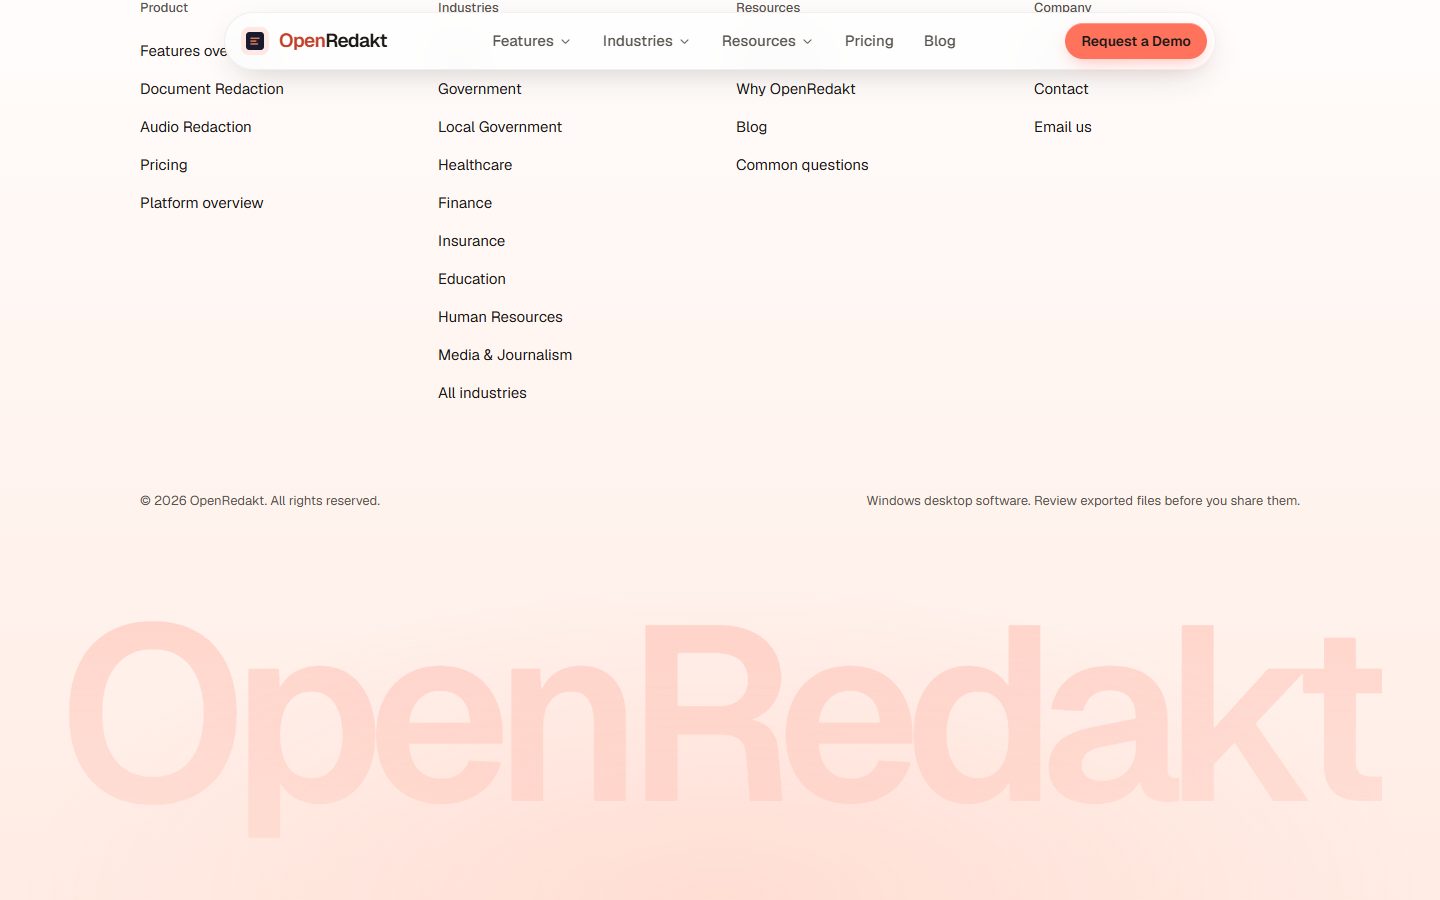 OpenRedakt
Features
Industries
Resources
Pricing
Blog
Request a Demo
Product
Features ove
Document Redaction
Audio Redaction
Pricing
Platform overview
Industries
Government
Local Government
Healthcare
Finance
Insurance
Education
Human Resources
Media & Journalism
All industries
Resources
Why OpenRedakt
Blog
Common questions
Company
Contact
Email us
© 2026 OpenRedakt. All rights reserved.
Windows desktop software. Review exported files before you share them.
OpenRedakt